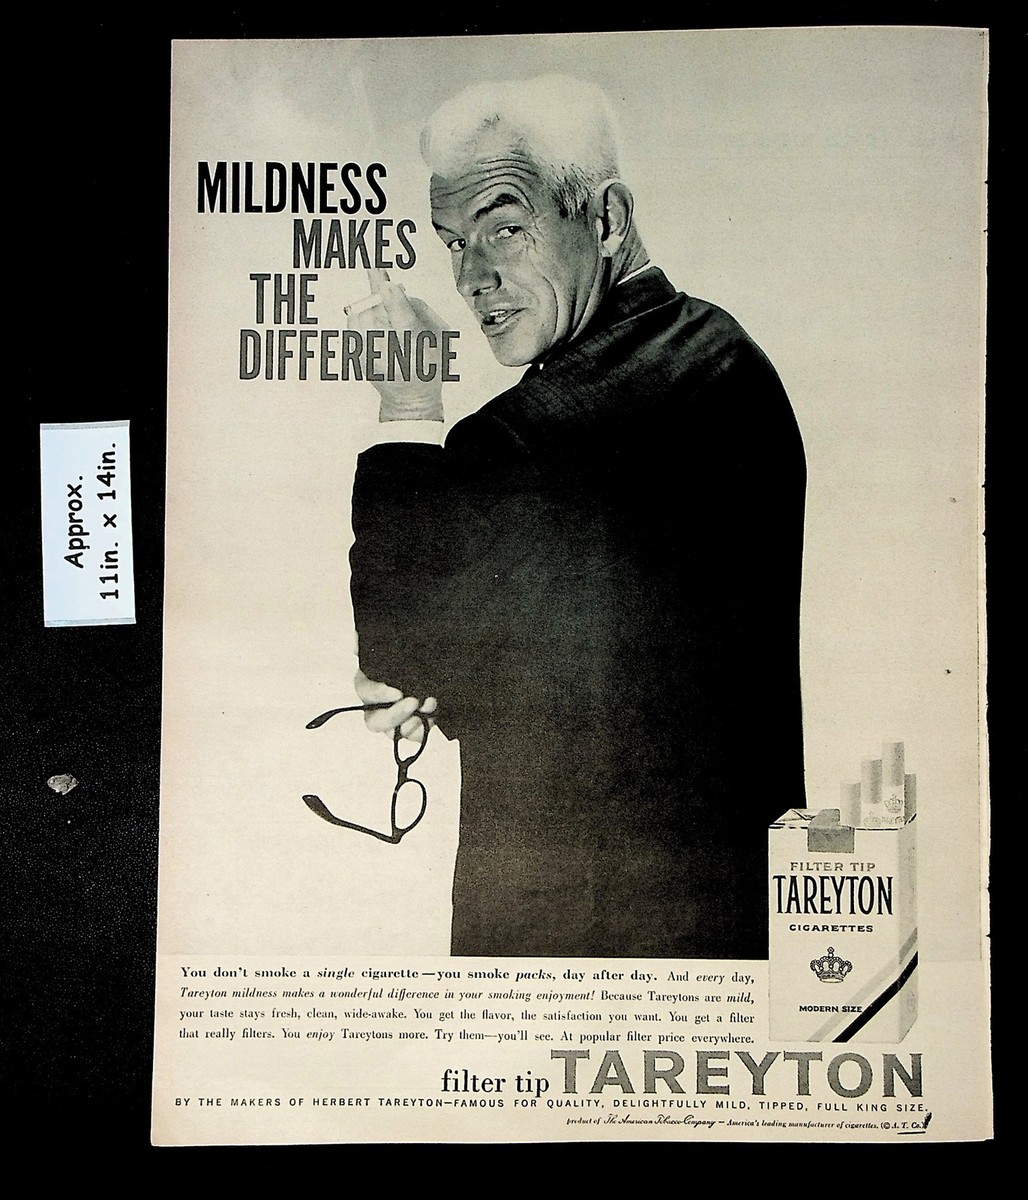 MILDNESS
MAKES
THE
DIFFERENCE
Approx.
11in. x 14in.
FILTER TIP
TAREYTON
CIGARETTES
MODERN SIZE
You don't smoke a single cigarette—you smoke packs, day after day. And every day,
Tareyton mildness makes a wonderful difference in your smoking enjoyment! Because Tareytons are mild,
your taste stays fresh, clean, wide-awake. You get the flavor, the satisfaction you want. You get a filter
that really filters. You enjoy Tareytons more. Try them—you'll see. At popular filter price everywhere.
filter tip TAREYTON
BY THE MAKERS OF HERBERT TAREYTON—FAMOUS FOR QUALITY, DELIGHTFULLY MILD, TIPPED, FULL KING SIZE.
product of The American Tobacco Company — America's leading manufacturer of cigarettes. (© A. T. Co.)